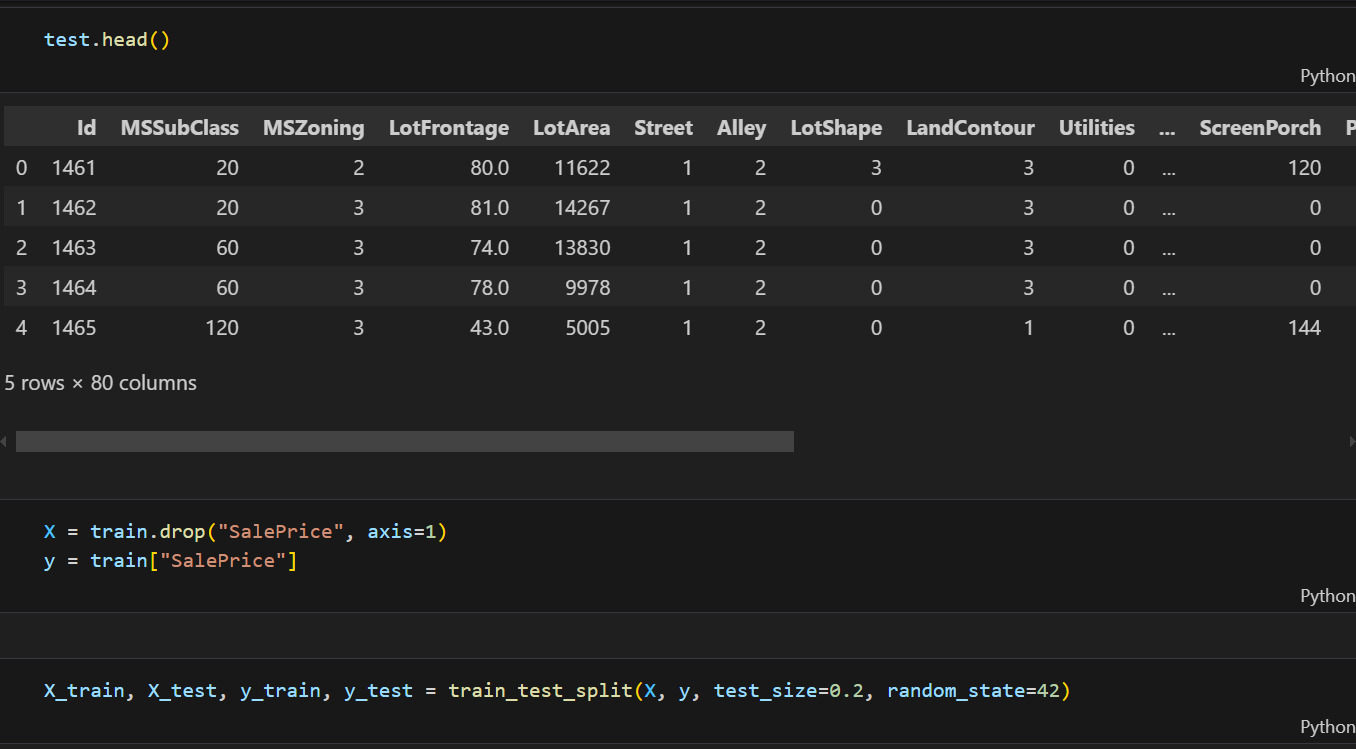 test.head()
Python
Id MSSubClass MSZoning LotFrontage LotArea Street Alley LotShape LandContour Utilities ... ScreenPorch P
0 1461 20 2 80.0 11622 1 2 3 3 0 ... 120
1 1462 20 3 81.0 14267 1 2 0 3 0 ... 0
2 1463 60 3 74.0 13830 1 2 0 3 0 ... 0
3 1464 60 3 78.0 9978 1 2 0 3 0 ... 0
4 1465 120 3 43.0 5005 1 2 0 1 0 ... 144
5 rows × 80 columns
X = train.drop("SalePrice", axis=1)
y = train["SalePrice"]
Python
X_train, X_test, y_train, y_test = train_test_split(X, y, test_size=0.2, random_state=42)
Python